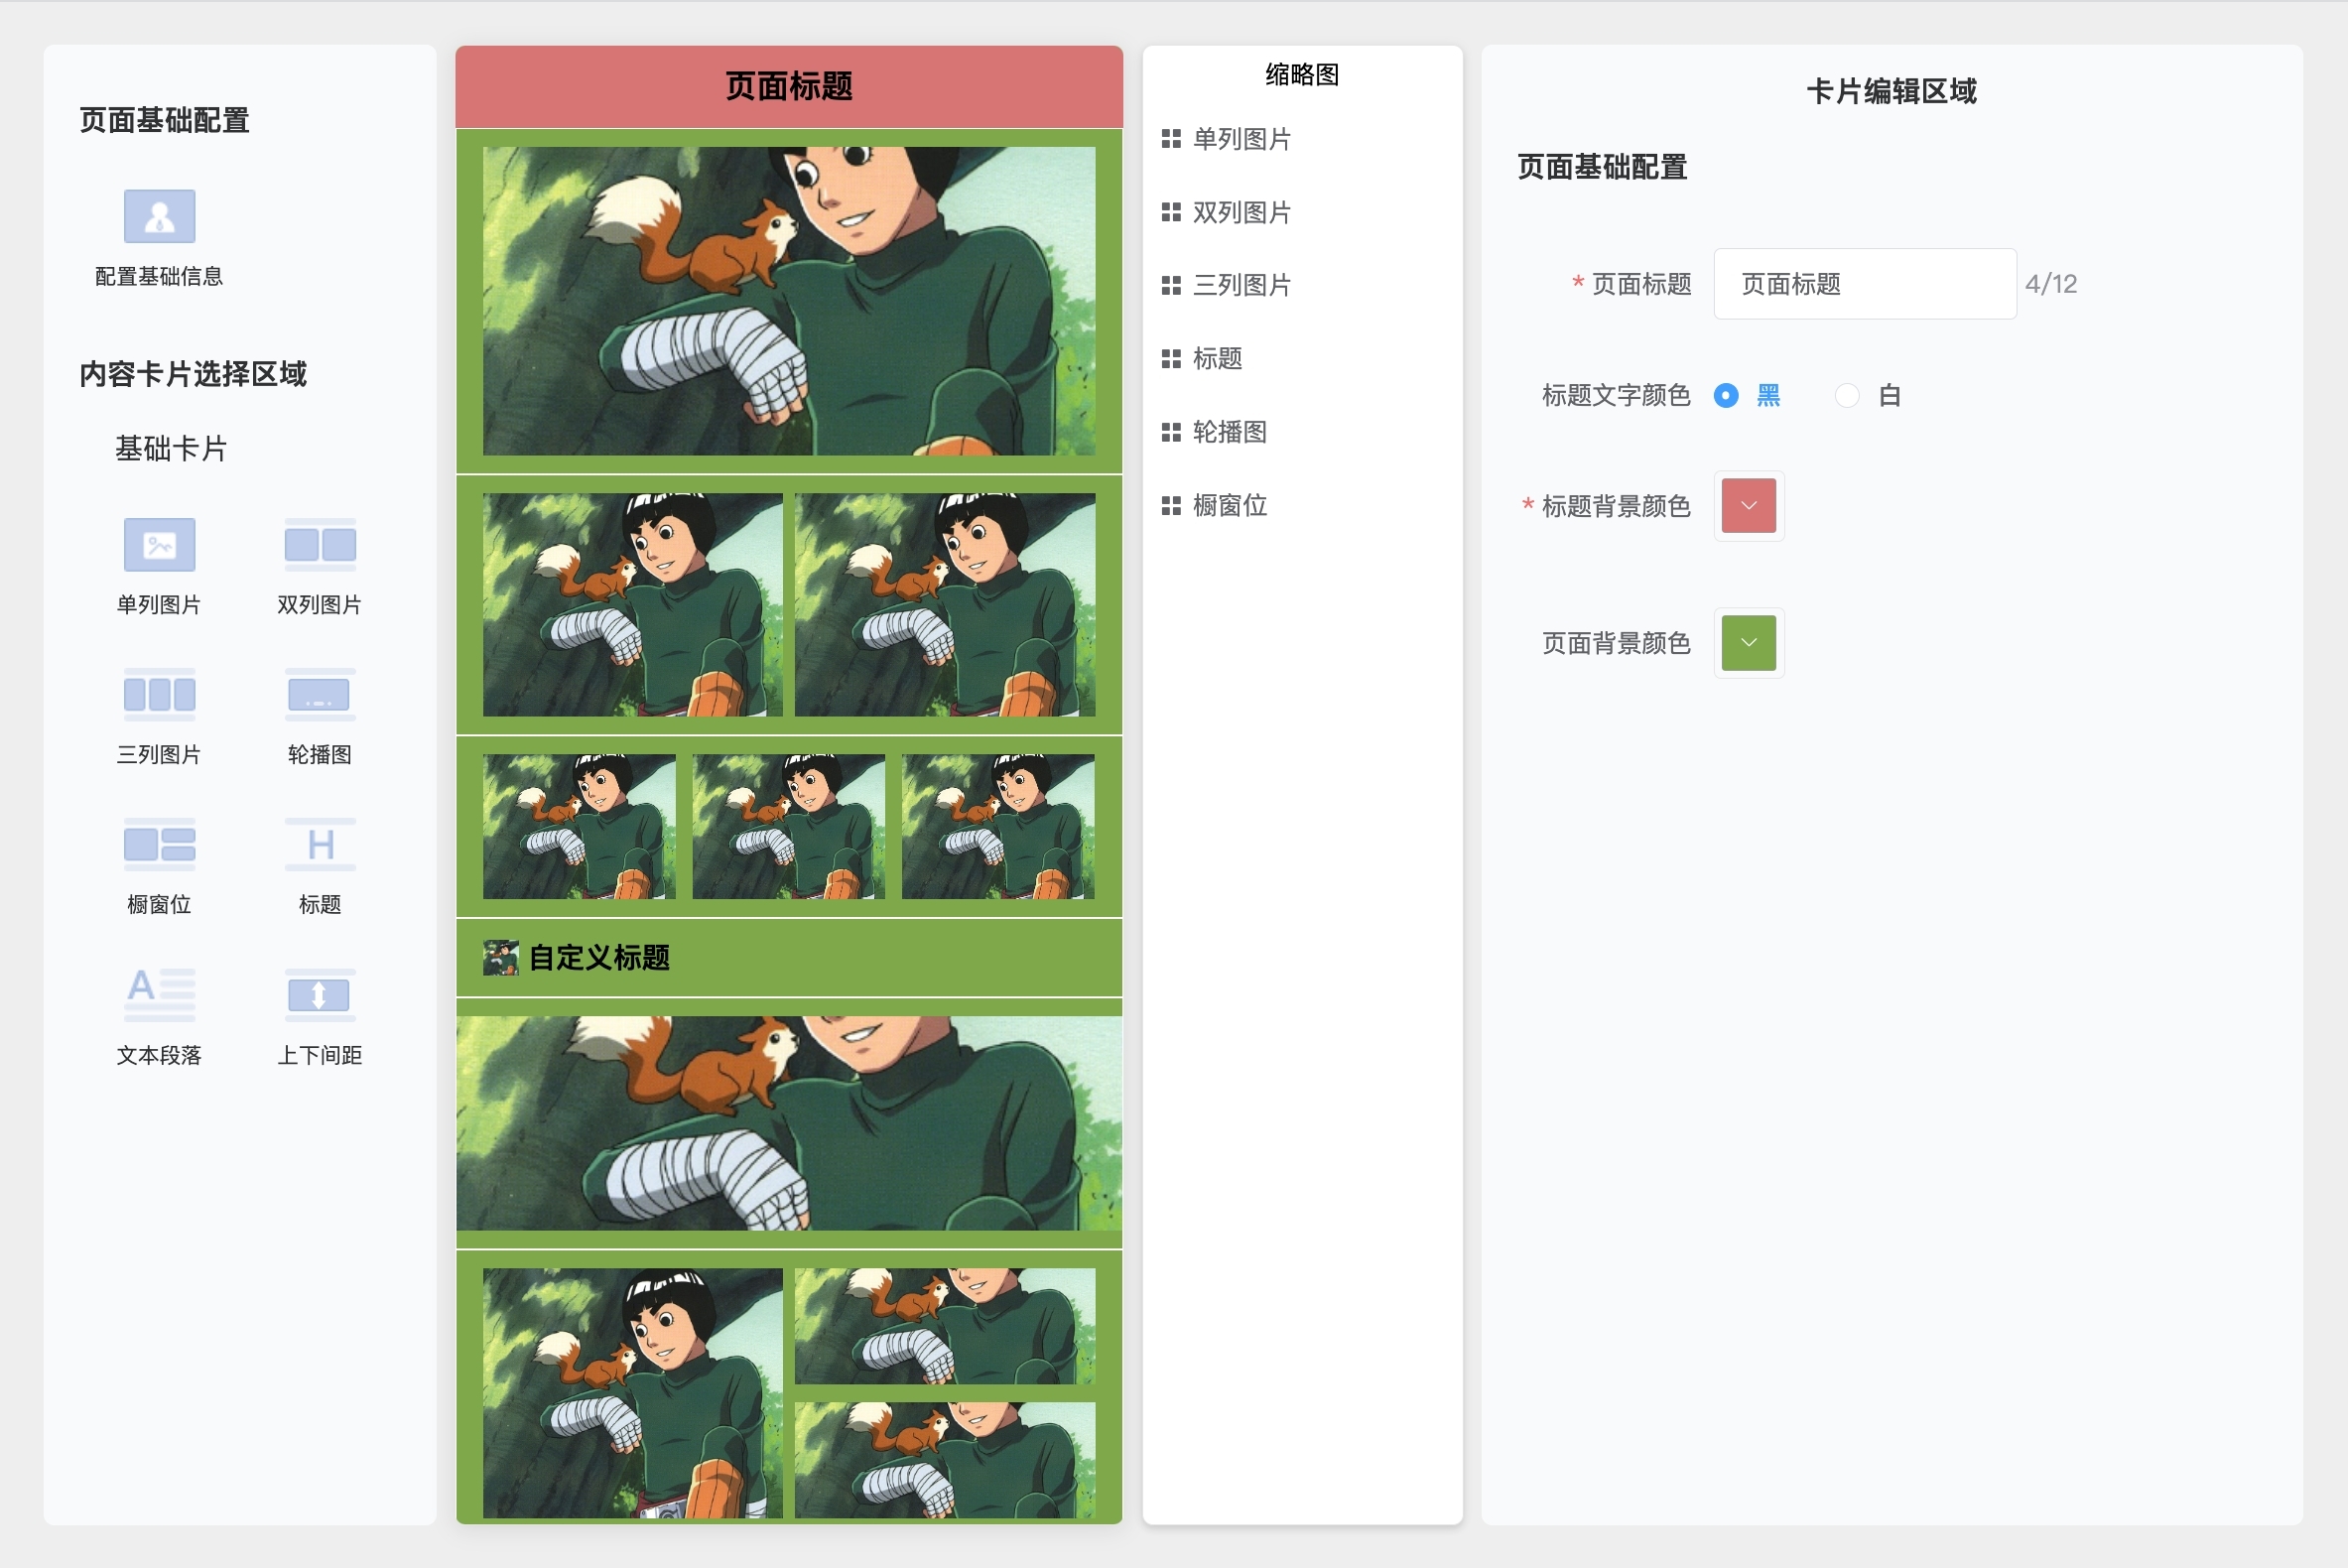 页面基础配置
配置基础信息
内容卡片选择区域
基础卡片
单列图片
双列图片
三列图片
轮播图
橱窗位
H
标题
A
文本段落
上下间距
页面标题
自定义标题
缩略图
单列图片
双列图片
三列图片
标题
轮播图
橱窗位
卡片编辑区域
页面基础配置
* 页面标题 页面标题 4/12
标题文字颜色 黑 白
* 标题背景颜色
页面背景颜色